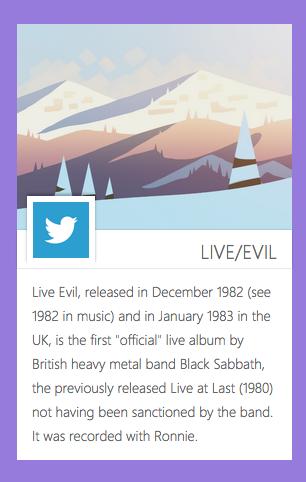 LIVE/EVIL
Live Evil, released in December 1982 (see
1982 in music) and in January 1983 in the
UK, is the first "official" live album by
British heavy metal band Black Sabbath,
the previously released Live at Last (1980)
not having been sanctioned by the band.
It was recorded with Ronnie.